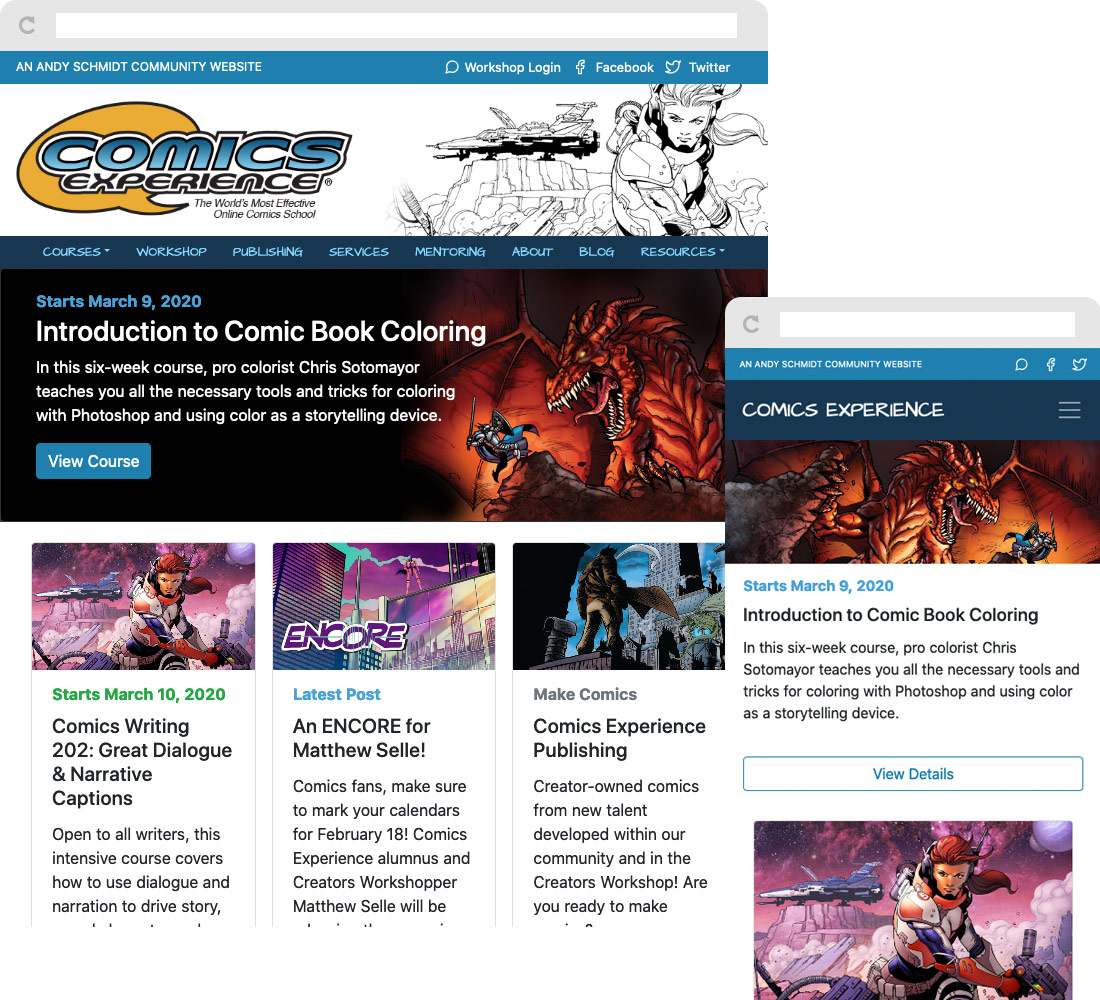 AN ANDY SCHMIDT COMMUNITY WEBSITE
Workshop Login Facebook Twitter
COMICS
EXPERIENCE®
The World's Most Effective
Online Comics School
COURSES WORKSHOP PUBLISHING SERVICES MENTORING ABOUT BLOG RESOURCES
Starts March 9, 2020
Introduction to Comic Book Coloring
In this six-week course, pro colorist Chris Sotomayor
teaches you all the necessary tools and tricks for coloring
with Photoshop and using color as a storytelling device.
View Course
Starts March 10, 2020
Comics Writing
202: Great Dialogue
& Narrative
Captions
Open to all writers, this
intensive course covers
how to use dialogue and
narration to drive story,
ENCORE
Latest Post
An ENCORE for
Matthew Selle!
Comics fans, make sure
to mark your calendars
for February 18! Comics
Experience alumnus and
Creators Workshopper
Matthew Selle will be
Make Comics
Comics Experience
Publishing
Creator-owned comics
from new talent
developed within our
community and in the
Creators Workshop! Are
you ready to make
AN ANDY SCHMIDT COMMUNITY WEBSITE
COMICS EXPERIENCE
Starts March 9, 2020
Introduction to Comic Book Coloring
In this six-week course, pro colorist Chris
Sotomayor teaches you all the necessary tools and
tricks for coloring with Photoshop and using color
as a storytelling device.
View Details